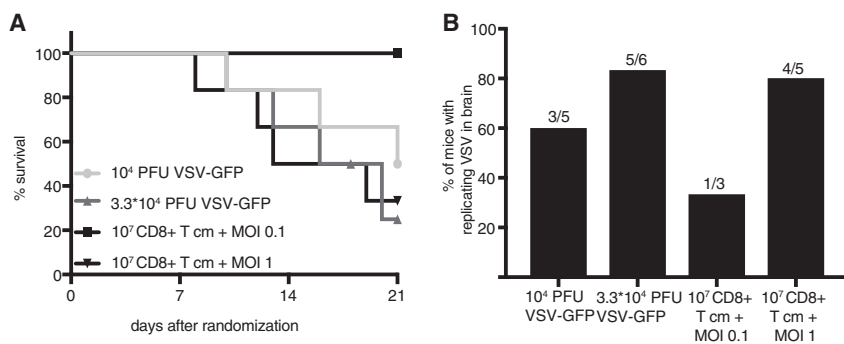 A
% survival
100
80
60
40
20
0
10⁴ PFU VSV-GFP
3.3*10⁴ PFU VSV-GFP
10⁷ CD8+ T cm + MOI 0.1
10⁷ CD8+ T cm + MOI 1
0 7 14 21
days after randomization
B
% of mice with
replicating VSV in brain
100
80
60
40
20
3/5
5/6
1/3
4/5
10⁴ PFU
VSV-GFP
3.3*10⁴ PFU
VSV-GFP
10⁷ CD8+
T cm +
MOI 0.1
10⁷ CD8+
T cm +
MOI 1